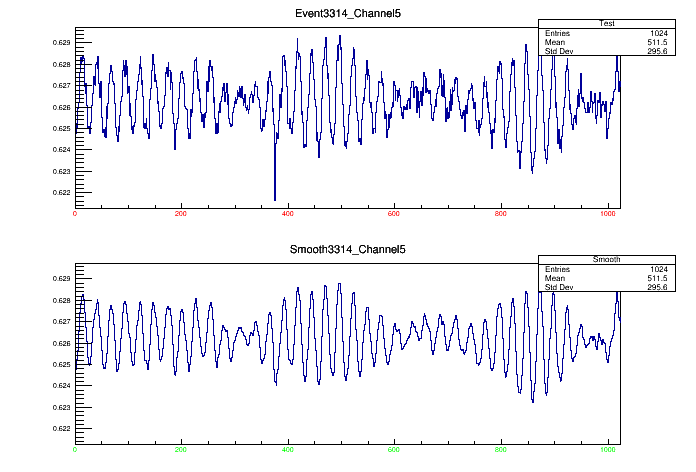 Event3314_Channel5
Test
Entries 1024
Mean 511.5
Std Dev 295.6
0.629
0.628
0.627
0.626
0.625
0.624
0.623
0.622
0 200 400 600 800 1000
Smooth3314_Channel5
Smooth
Entries 1024
Mean 511.5
Std Dev 295.6
0.629
0.628
0.627
0.626
0.625
0.624
0.623
0.622
0 200 400 600 800 1000